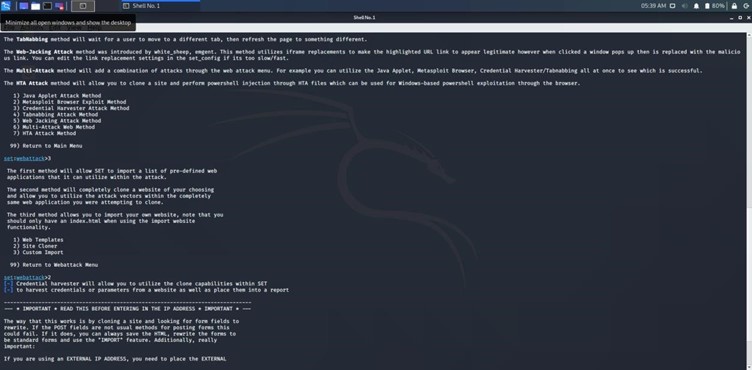 Shell No. 1
05:39 AM
80%
Minimize all open windows and show the desktop
Shell No. 1
The TabNabbing method will wait for a user to move to a different tab, then refresh the page to something different.
The Web-Jacking Attack method was introduced by white_sheep, emgent. This method utilizes iframe replacements to make the highlighted URL link to appear legitimate however when clicked a window pops up then is replaced with the malicio
us link. You can edit the link replacement settings in the set_config if its too slow/fast.
The Multi-Attack method will add a combination of attacks through the web attack menu. For example you can utilize the Java Applet, Metasploit Browser, Credential Harvester/Tabnabbing all at once to see which is successful.
The HTA Attack method will allow you to clone a site and perform powershell injection through HTA files which can be used for Windows-based powershell exploitation through the browser.
1) Java Applet Attack Method
2) Metasploit Browser Exploit Method
3) Credential Harvester Attack Method
4) Tabnabbing Attack Method
5) Web Jacking Attack Method
6) Multi-Attack Web Method
7) HTA Attack Method
99) Return to Main Menu
set:webattack>3
The first method will allow SET to import a list of pre-defined web
applications that it can utilize within the attack.
The second method will completely clone a website of your choosing
and allow you to utilize the attack vectors within the completely
same web application you were attempting to clone.
The third method allows you to import your own website, note that you
should only have an index.html when using the import website
functionality.
1) Web Templates
2) Site Cloner
3) Custom Import
99) Return to Webattack Menu
set:webattack>2
[-] Credential harvester will allow you to utilize the clone capabilities within SET
[-] to harvest credentials or parameters from a website as well as place them into a report
-------------------------------------------------------------------------------
--- * IMPORTANT * READ THIS BEFORE ENTERING IN THE IP ADDRESS * IMPORTANT * ---
The way that this works is by cloning a site and looking for form fields to
rewrite. If the POST fields are not usual methods for posting forms this
could fail. If it does, you can always save the HTML, rewrite the forms to
be standard forms and use the "IMPORT" feature. Additionally, really
important:
If you are using an EXTERNAL IP ADDRESS, you need to place the EXTERNAL